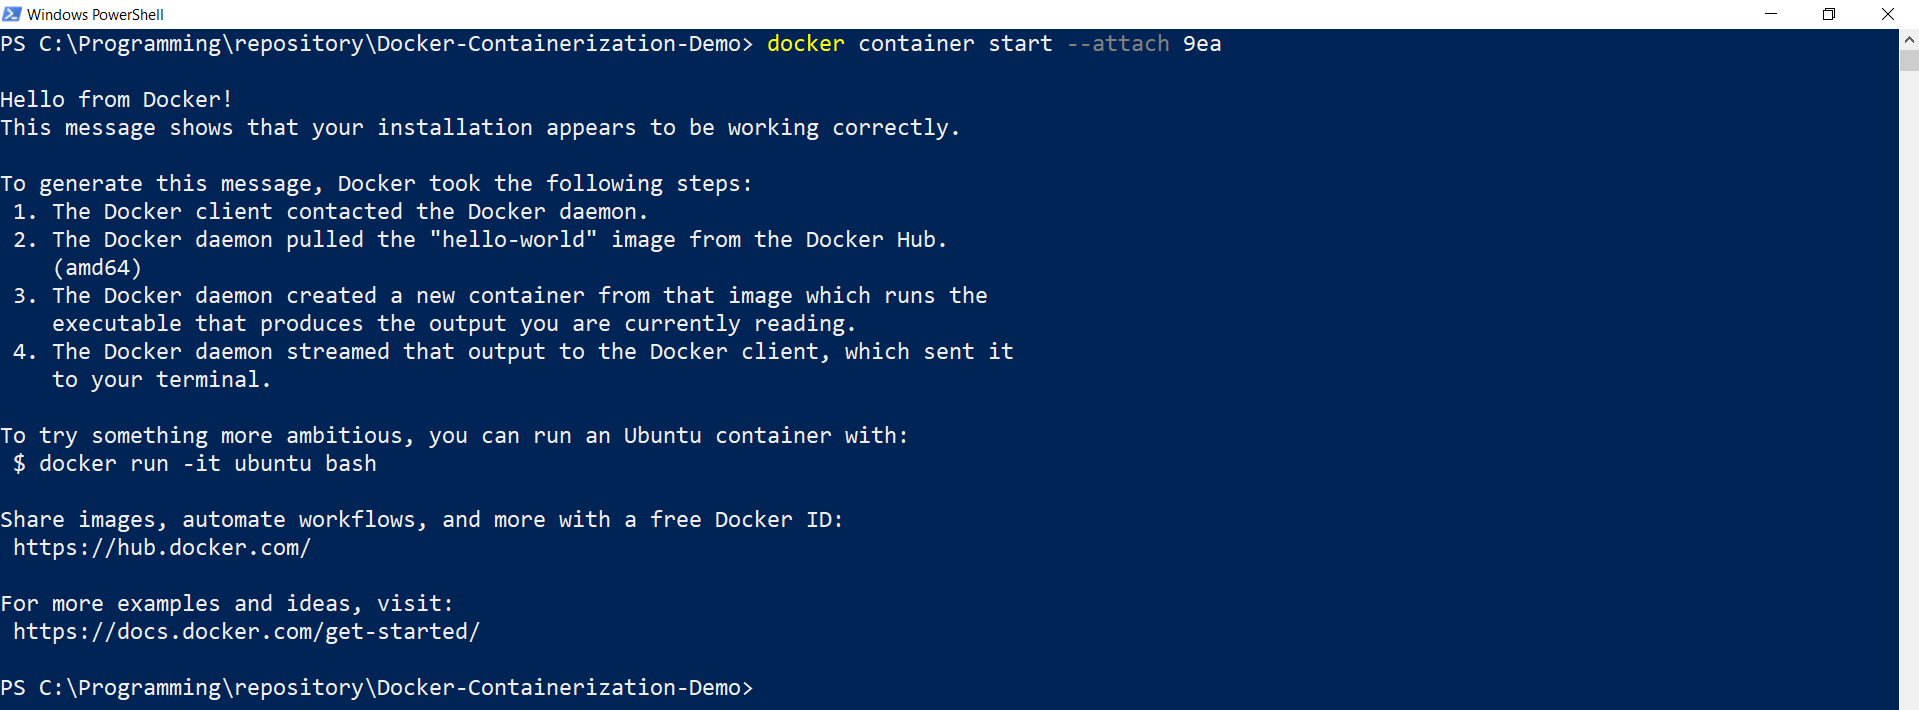 Windows PowerShell
PS C:\Programming\repository\Docker-Containerization-Demo> docker container start --attach 9ea
Hello from Docker!
This message shows that your installation appears to be working correctly.
To generate this message, Docker took the following steps:
 1. The Docker client contacted the Docker daemon.
 2. The Docker daemon pulled the "hello-world" image from the Docker Hub.
    (amd64)
 3. The Docker daemon created a new container from that image which runs the
    executable that produces the output you are currently reading.
 4. The Docker daemon streamed that output to the Docker client, which sent it
    to your terminal.
To try something more ambitious, you can run an Ubuntu container with:
 $ docker run -it ubuntu bash
Share images, automate workflows, and more with a free Docker ID:
 https://hub.docker.com/
For more examples and ideas, visit:
 https://docs.docker.com/get-started/
PS C:\Programming\repository\Docker-Containerization-Demo>